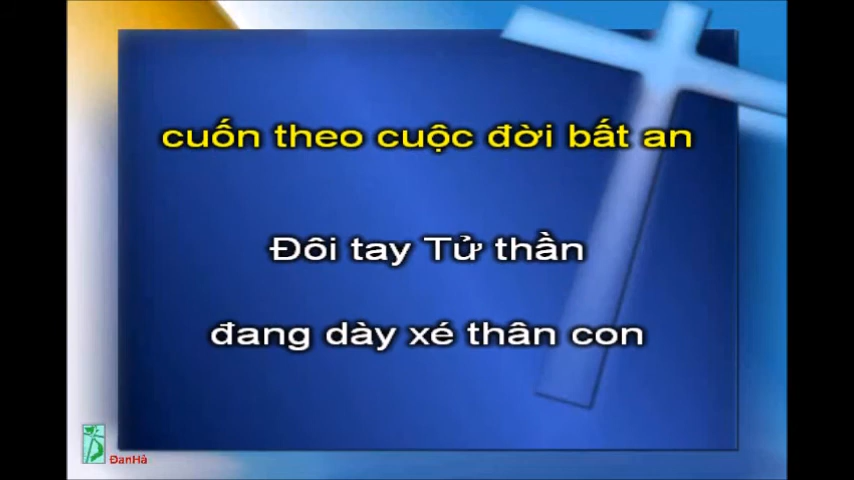 cuốn theo cuộc đời bất an
Đôi tay Tử thần
đang dày xé thân con
ĐanHà